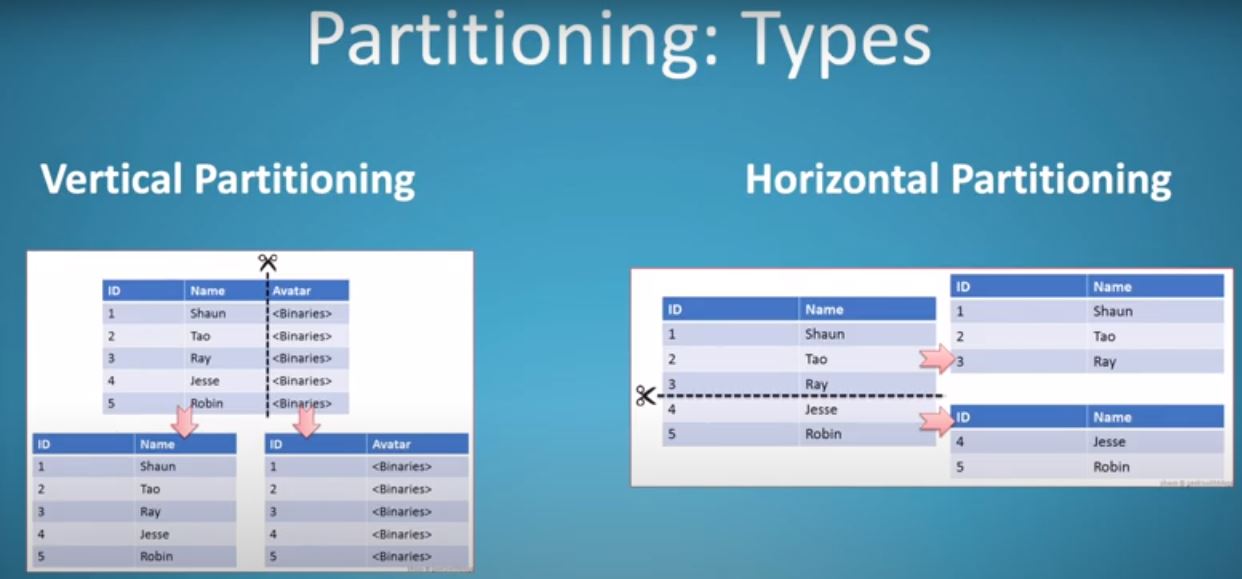 Partitioning: Types
Vertical Partitioning
Horizontal Partitioning
ID Name Avatar
1 Shaun <Binaries>
2 Tao <Binaries>
3 Ray <Binaries>
4 Jesse <Binaries>
5 Robin <Binaries>
ID Name
1 Shaun
2 Tao
3 Ray
4 Jesse
5 Robin
ID Avatar
1 <Binaries>
2 <Binaries>
3 <Binaries>
4 <Binaries>
5 <Binaries>
ID Name
1 Shaun
2 Tao
3 Ray
4 Jesse
5 Robin
ID Name
1 Shaun
2 Tao
3 Ray
ID Name
4 Jesse
5 Robin